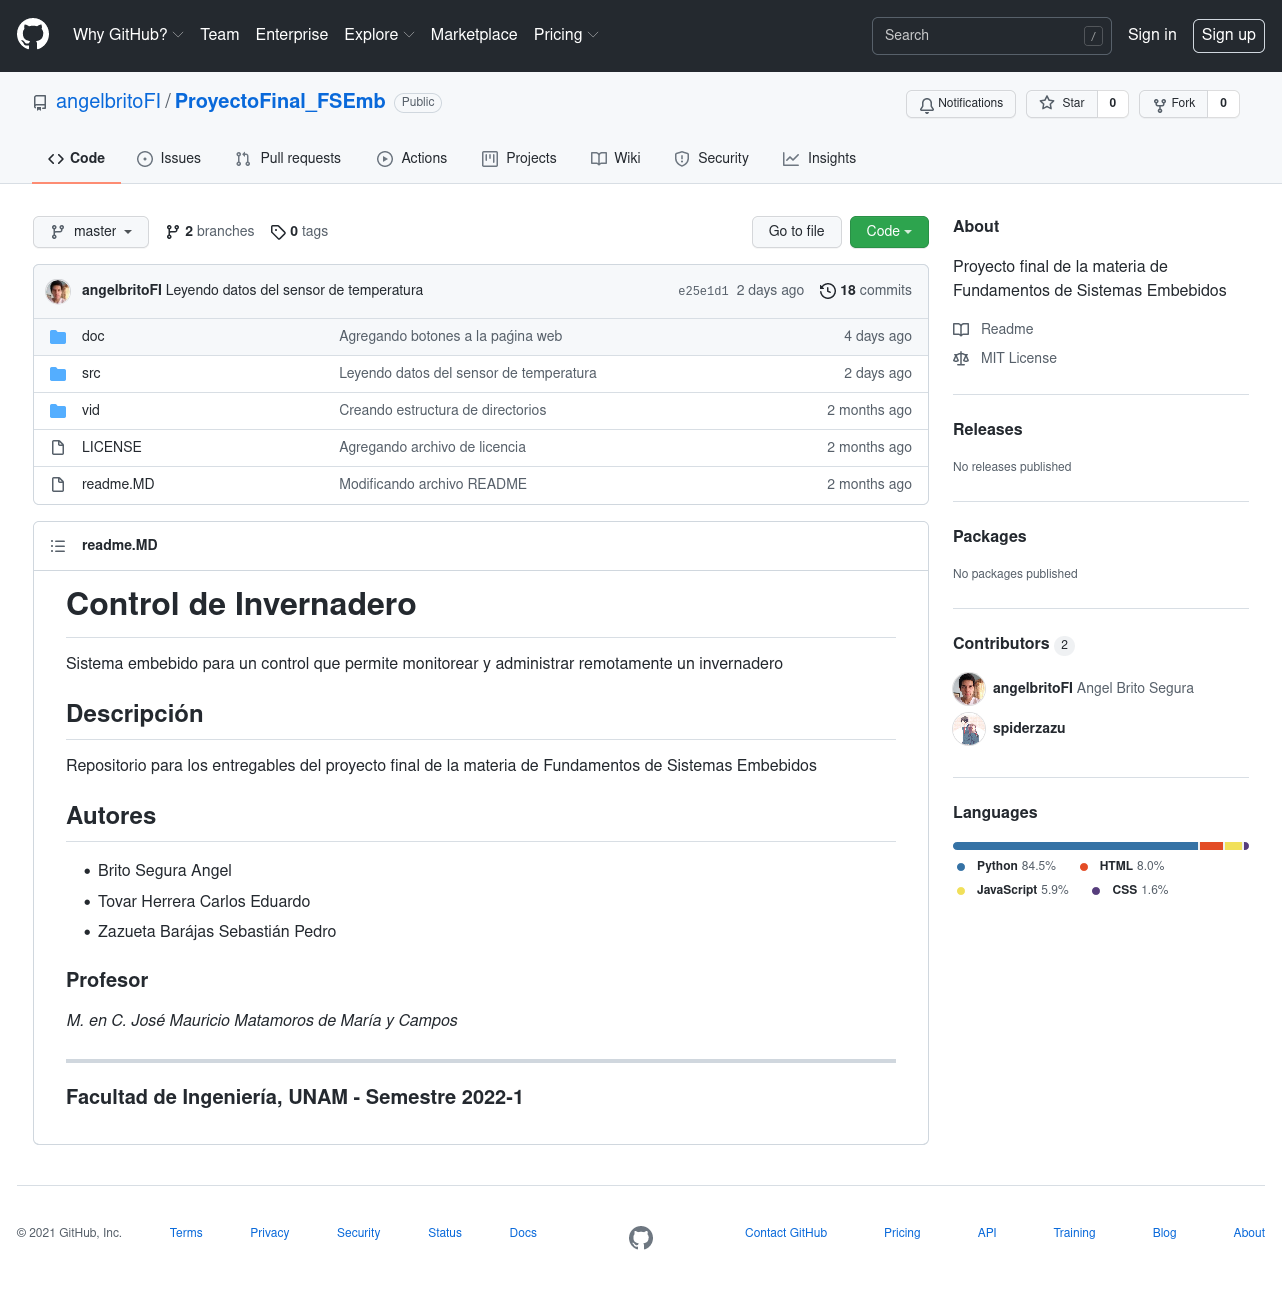 Why GitHub? Team Enterprise Explore Marketplace Pricing Search / Sign in Sign up
angelbritoFI / ProyectoFinal_FSEmb Public Notifications Star 0 Fork 0
Code Issues Pull requests Actions Projects Wiki Security Insights
master 2 branches 0 tags Go to file Code
angelbritoFI Leyendo datos del sensor de temperatura e25e1d1 2 days ago 18 commits
doc Agregando botones a la paǵina web 4 days ago
src Leyendo datos del sensor de temperatura 2 days ago
vid Creando estructura de directorios 2 months ago
LICENSE Agregando archivo de licencia 2 months ago
readme.MD Modificando archivo README 2 months ago
readme.MD
Control de Invernadero
Sistema embebido para un control que permite monitorear y administrar remotamente un invernadero
Descripción
Repositorio para los entregables del proyecto final de la materia de Fundamentos de Sistemas Embebidos
Autores
• Brito Segura Angel
• Tovar Herrera Carlos Eduardo
• Zazueta Barájas Sebastián Pedro
Profesor
M. en C. José Mauricio Matamoros de María y Campos
Facultad de Ingeniería, UNAM - Semestre 2022-1
About
Proyecto final de la materia de
Fundamentos de Sistemas Embebidos
Readme
MIT License
Releases
No releases published
Packages
No packages published
Contributors 2
angelbritoFI Angel Brito Segura
spiderzazu
Languages
Python 84.5% HTML 8.0%
JavaScript 5.9% CSS 1.6%
© 2021 GitHub, Inc. Terms Privacy Security Status Docs Contact GitHub Pricing API Training Blog About